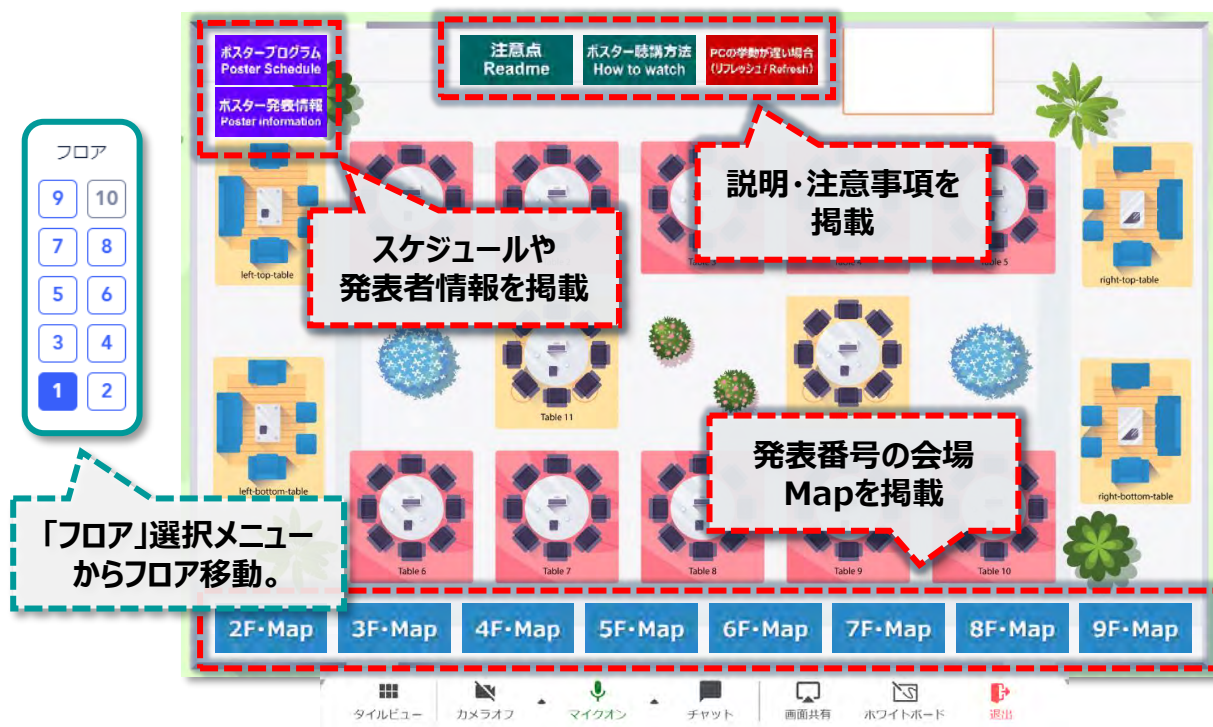 ポスタープログラム
Poster Schedule
ポスター発表情報
Poster information
注意点
Readme
ポスター聴講方法
How to watch
PCの挙動が遅い場合
(リフレッシュ/Refresh)
フロア
9 10
7 8
5 6
3 4
1 2
説明・注意事項を
掲載
スケジュールや
発表者情報を掲載
left-top-table
Table 5
right-top-table
Table 11
発表番号の会場
Mapを掲載
left-bottom-table
right-bottom-table
「フロア」選択メニュー
からフロア移動。
Table 6
Table 7
Table 8
Table 9
Table 10
2F・Map
3F・Map
4F・Map
5F・Map
6F・Map
7F・Map
8F・Map
9F・Map
タイルビュー
カメラオフ
マイクオン
チャット
画面共有
ホワイトボード
退出